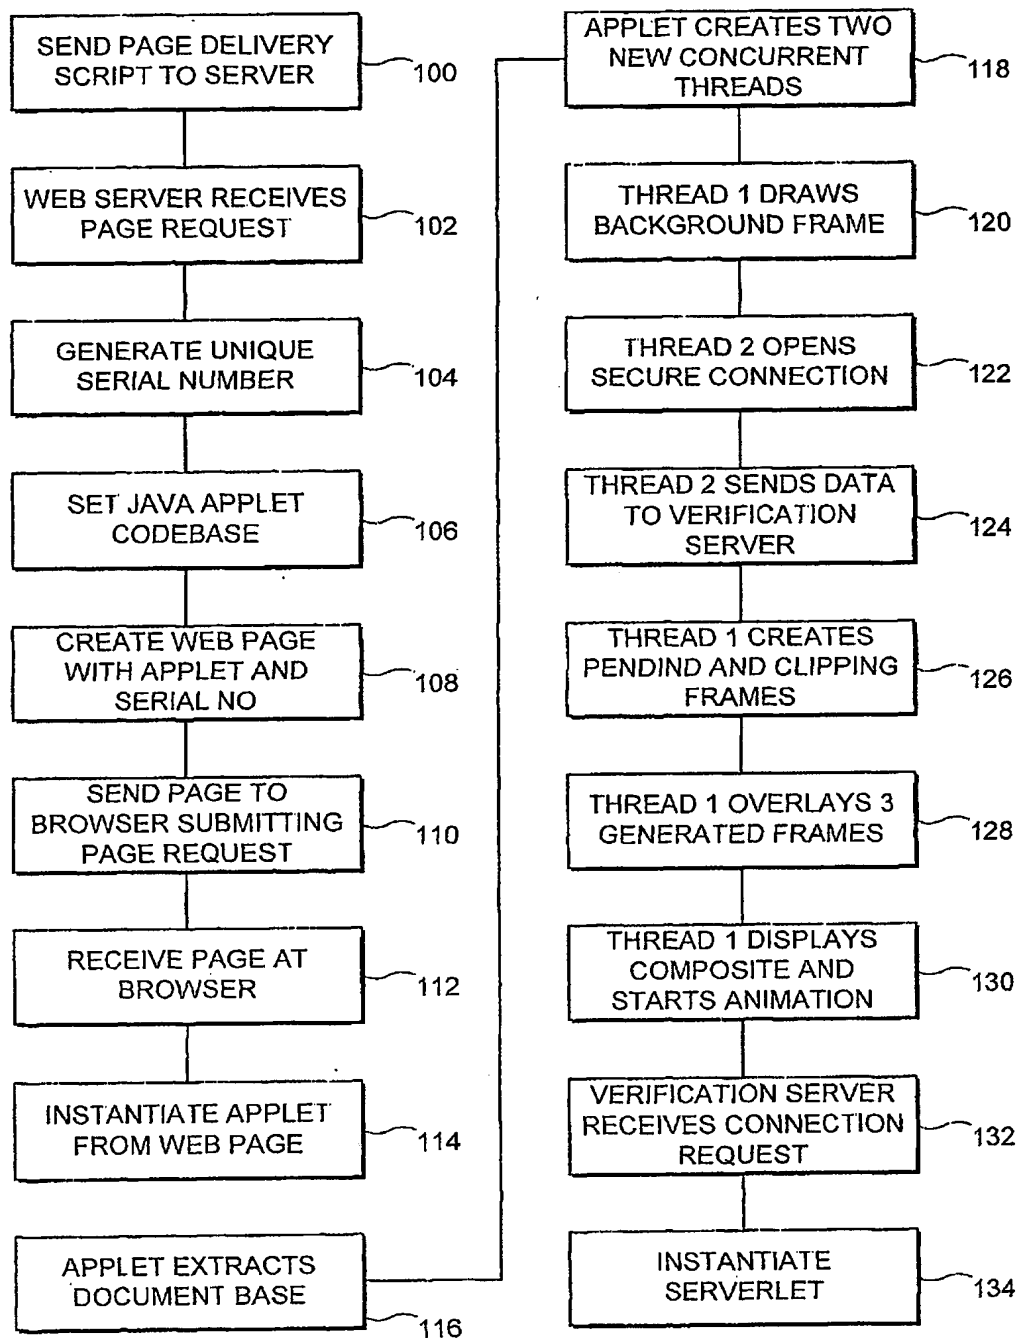 SEND PAGE DELIVERY
SCRIPT TO SERVER
100
WEB SERVER RECEIVES
PAGE REQUEST
102
GENERATE UNIQUE
SERIAL NUMBER
104
SET JAVA APPLET
CODEBASE
106
CREATE WEB PAGE
WITH APPLET AND
SERIAL NO
108
SEND PAGE TO
BROWSER SUBMITTING
PAGE REQUEST
110
RECEIVE PAGE AT
BROWSER
112
INSTANTIATE APPLET
FROM WEB PAGE
114
APPLET EXTRACTS
DOCUMENT BASE
116
APPLET CREATES TWO
NEW CONCURRENT
THREADS
118
THREAD 1 DRAWS
BACKGROUND FRAME
120
THREAD 2 OPENS
SECURE CONNECTION
122
THREAD 2 SENDS DATA
TO VERIFICATION
SERVER
124
THREAD 1 CREATES
PENDIND AND CLIPPING
FRAMES
126
THREAD 1 OVERLAYS 3
GENERATED FRAMES
128
THREAD 1 DISPLAYS
COMPOSITE AND
STARTS ANIMATION
130
VERIFICATION SERVER
RECEIVES CONNECTION
REQUEST
132
INSTANTIATE
SERVERLET
134